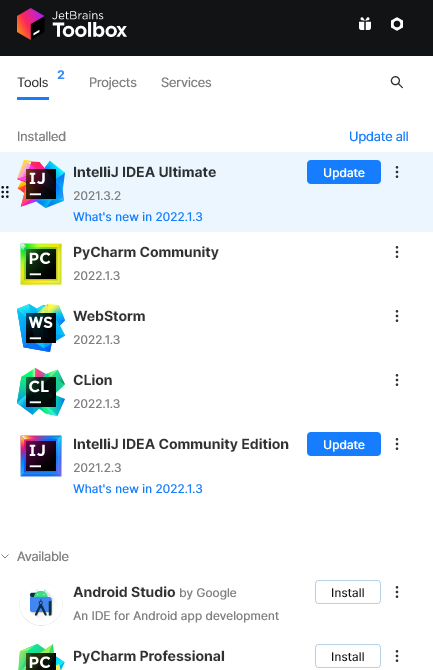 JetBrains
Toolbox
Tools 2 Projects Services
Installed Update all
IJ IntelliJ IDEA Ultimate Update
2021.3.2
What's new in 2022.1.3
PC PyCharm Community
2022.1.3
WS WebStorm
2022.1.3
CL CLion
2022.1.3
IJ IntelliJ IDEA Community Edition Update
2021.2.3
What's new in 2022.1.3
Available
Android Studio by Google Install
An IDE for Android app development
PC PyCharm Professional Install